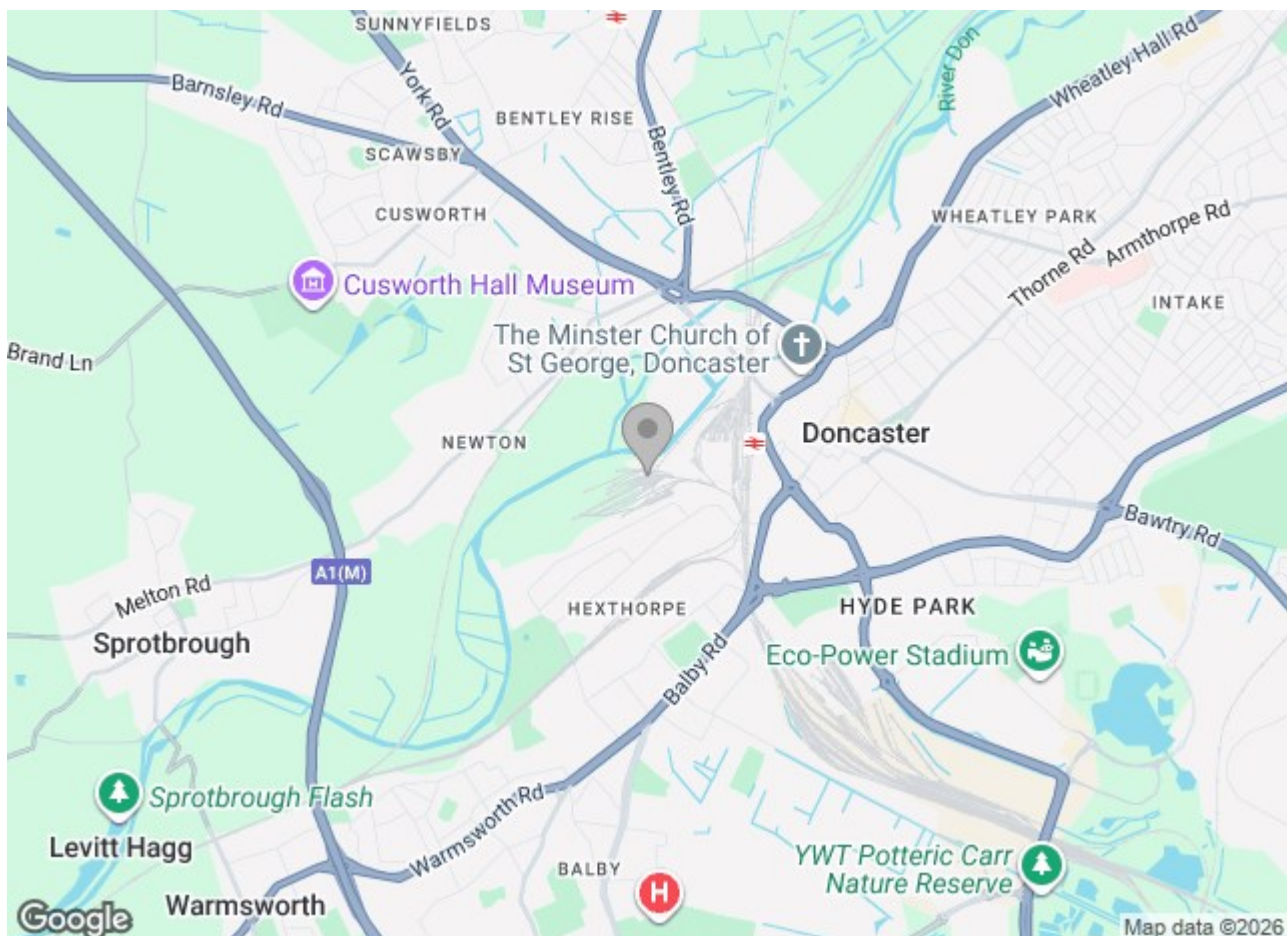 SUNNYFIELDS
River Don
Wheatley Hall Rd
Barnsley Rd
York Rd
BENTLEY RISE
Bentley Rd
SCAWSBY
CUSWORTH
WHEATLEY PARK
Armthorpe Rd
Thorne Rd
Cusworth Hall Museum
INTAKE
The Minster Church of
St George, Doncaster
Brand Ln
NEWTON
Doncaster
Bawtry Rd
A1(M)
Melton Rd
HEXTHORPE
HYDE PARK
Sprotbrough
Eco-Power Stadium
Balby Rd
Sprotbrough Flash
Warmsworth Rd
Levitt Hagg
BALBY
YWT Potteric Carr
Nature Reserve
H
Warmsworth
Google
Map data ©2026